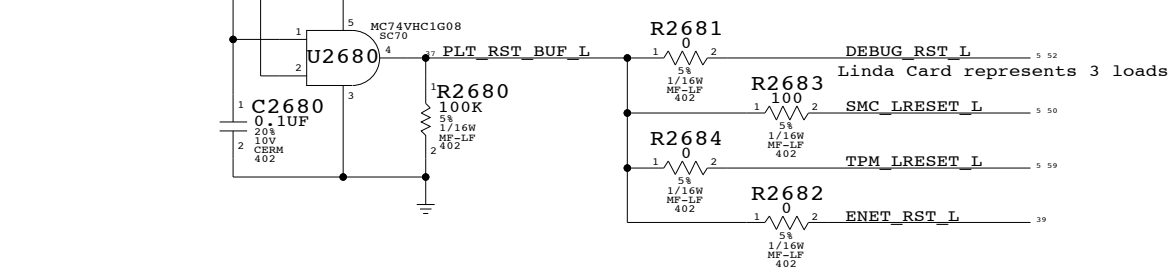 5
MC74VHC1G08
SC70
1
U2680
4
2
3
37 PLT_RST_BUF_L
1
R2680
100K
5%
1/16W
MF-LF
402
2
1
C2680
0.1UF
20%
10V
CERM
402
2
R2681
0
1
2
5%
1/16W
MF-LF
402
DEBUG_RST_L
5 52
Linda Card represents 3 loads
R2683
100
1
2
5%
1/16W
MF-LF
402
SMC_LRESET_L
5 50
R2684
0
1
2
5%
1/16W
MF-LF
402
TPM_LRESET_L
5 59
R2682
0
1
2
5%
1/16W
MF-LF
402
ENET_RST_L
39